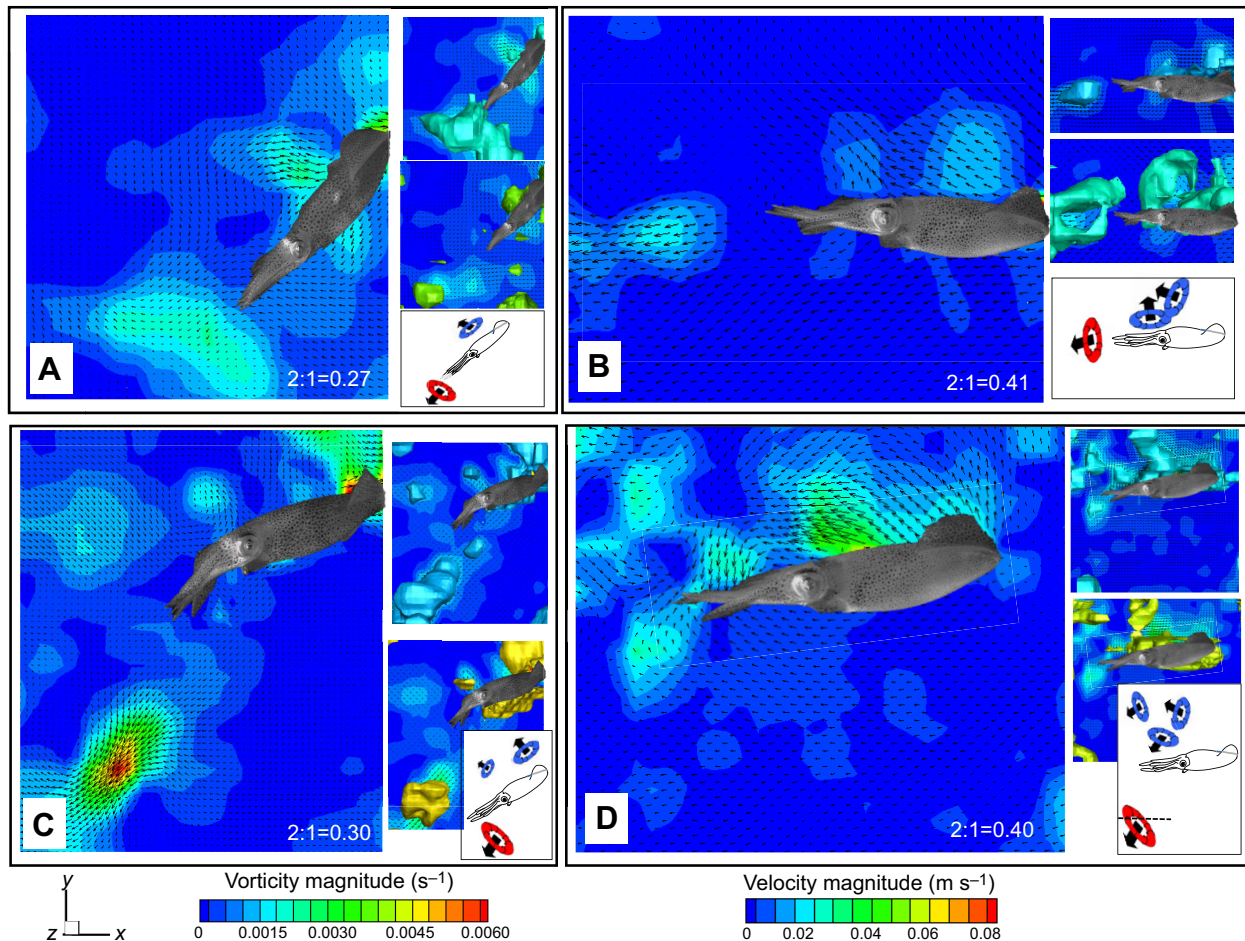 A
2:1=0.27
B
2:1=0.41
C
2:1=0.30
D
2:1=0.40
y
z
x
Vorticity magnitude (s–1)
0 0.0015 0.0030 0.0045 0.0060
Velocity magnitude (m s–1)
0 0.02 0.04 0.06 0.08